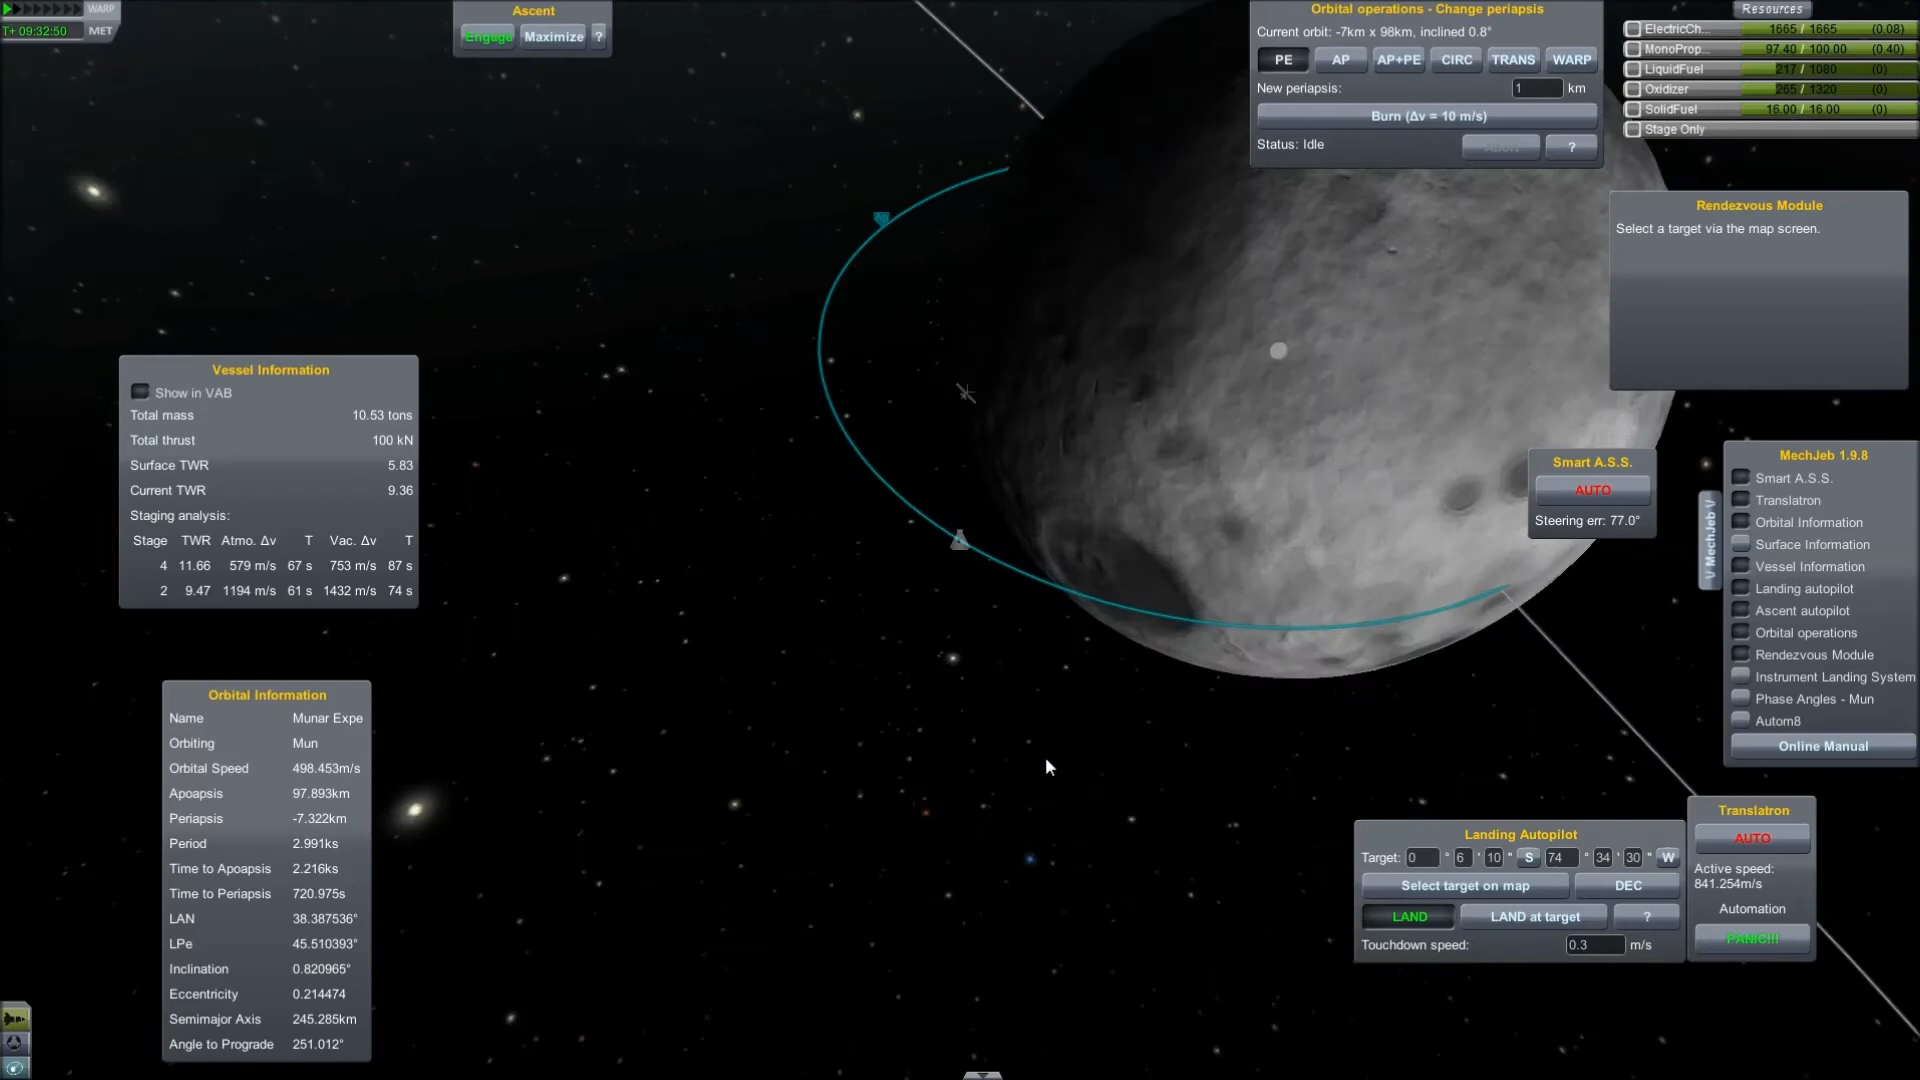 WARP
T+ 09:32:50 MET
Ascent
Engage Maximize ?
Orbital operations - Change periapsis
Current orbit: -7km x 98km, inclined 0.8°
PE AP AP+PE CIRC TRANS WARP
New periapsis: 1 km
Burn (Δv = 10 m/s)
Status: Idle ?
Resources
ElectricCh... 1665 / 1665 (0.08)
MonoProp... 97.40 / 100.00 (0.40)
LiquidFuel 217 / 1080 (0)
Oxidizer 265 / 1320 (0)
SolidFuel 16.00 / 16.00 (0)
Stage Only
Rendezvous Module
Select a target via the map screen.
Vessel Information
Show in VAB
Total mass 10.53 tons
Total thrust 100 kN
Surface TWR 5.83
Current TWR 9.36
Staging analysis:
Stage TWR Atmo. Δv T Vac. Δv T
4 11.66 579 m/s 67 s 753 m/s 87 s
2 9.47 1194 m/s 61 s 1432 m/s 74 s
Smart A.S.S.
AUTO
Steering err: 77.0°
V MechJeb V
MechJeb 1.9.8
Smart A.S.S.
Translatron
Orbital Information
Surface Information
Vessel Information
Landing autopilot
Ascent autopilot
Orbital operations
Rendezvous Module
Instrument Landing System
Phase Angles - Mun
Autom8
Online Manual
Orbital Information
Name Munar Expe
Orbiting Mun
Orbital Speed 498.453m/s
Apoapsis 97.893km
Periapsis -7.322km
Period 2.991ks
Time to Apoapsis 2.216ks
Time to Periapsis 720.975s
LAN 38.387536°
LPe 45.510393°
Inclination 0.820965°
Eccentricity 0.214474
Semimajor Axis 245.285km
Angle to Prograde 251.012°
Landing Autopilot
Target: 0 ° 6 ' 10 " S 74 ° 34 ' 30 " W
Select target on map DEC
LAND LAND at target ?
Touchdown speed: 0.3 m/s
Translatron
AUTO
Active speed:
841.254m/s
Automation
PANIC!!!